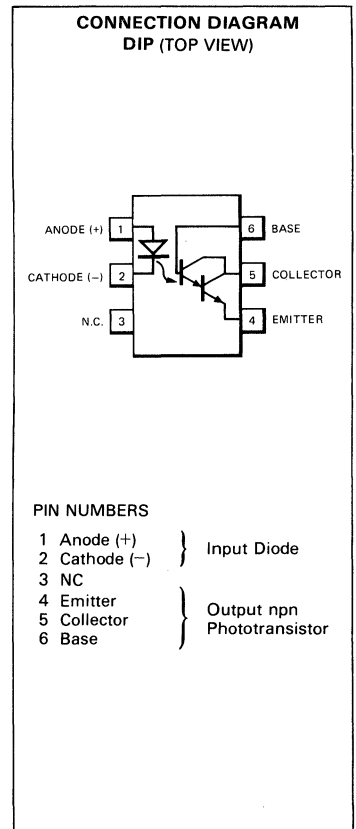 CONNECTION DIAGRAM
DIP (TOP VIEW)
ANODE (+) 1
6 BASE
CATHODE (−) 2
5 COLLECTOR
N.C. 3
4 EMITTER
PIN NUMBERS
1 Anode (+)
2 Cathode (−)
Input Diode
3 NC
4 Emitter
5 Collector
6 Base
Output npn
Phototransistor